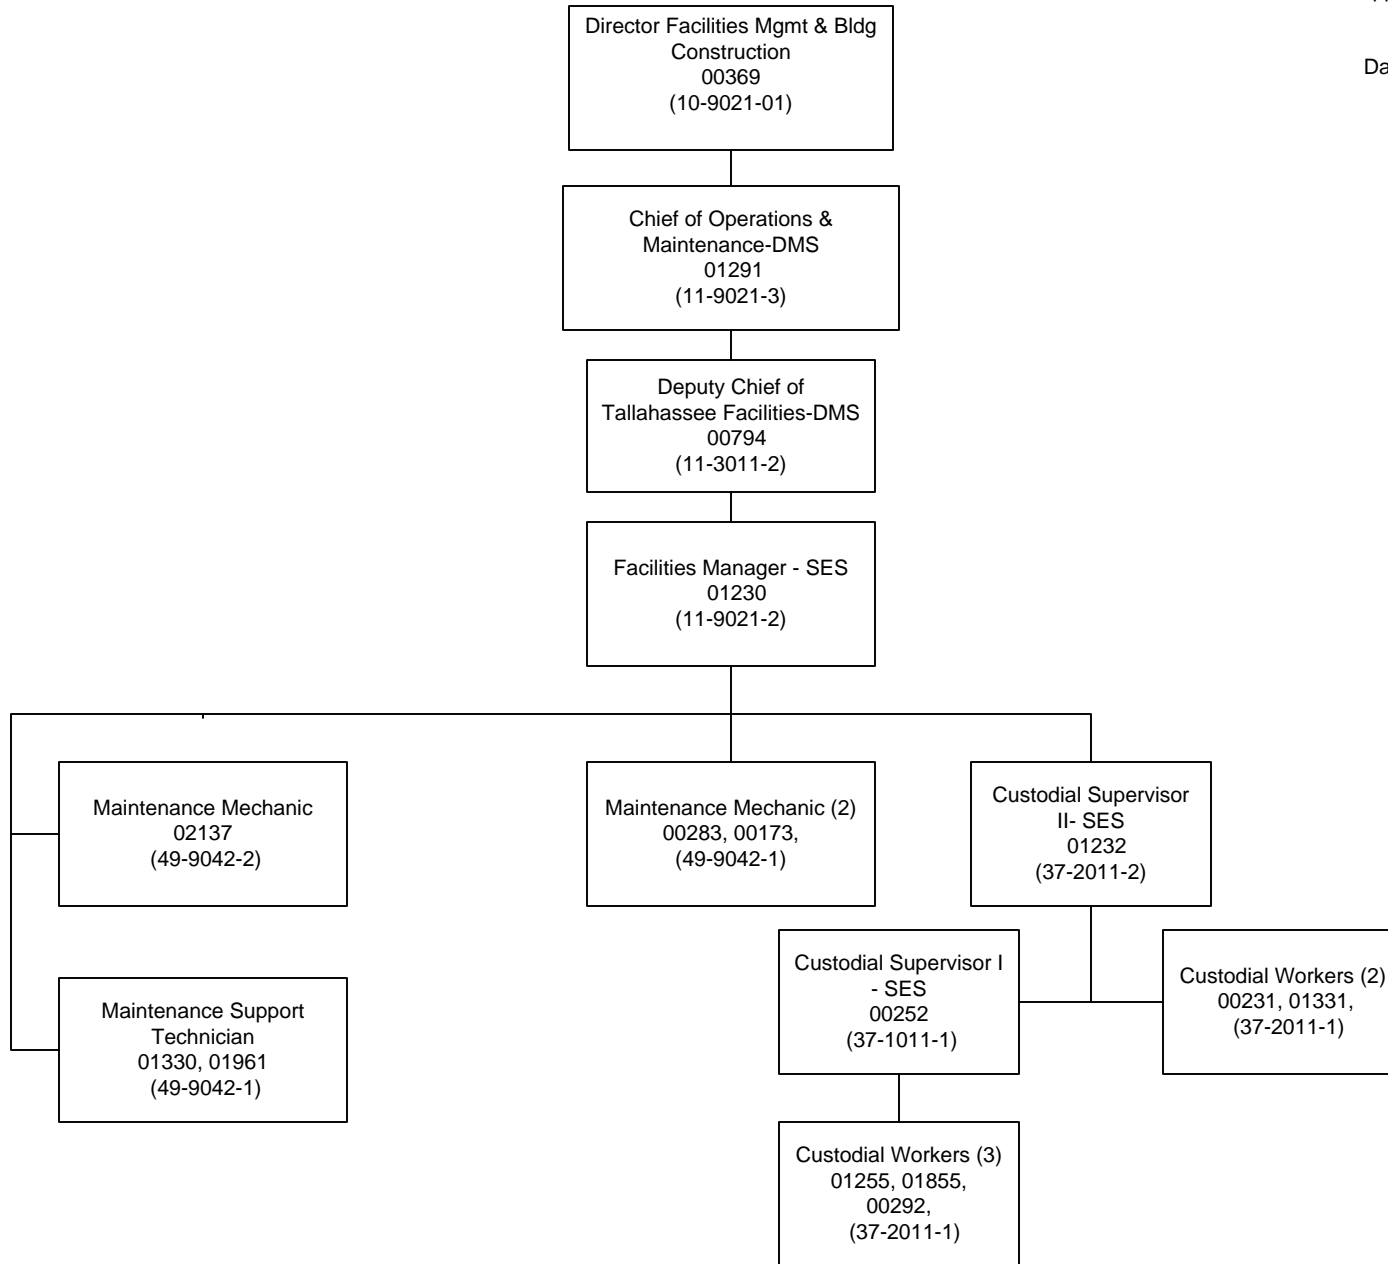 Da
Director Facilities Mgmt & Bldg
Construction
00369
(10-9021-01)
Chief of Operations &
Maintenance-DMS
01291
(11-9021-3)
Deputy Chief of
Tallahassee Facilities-DMS
00794
(11-3011-2)
Facilities Manager - SES
01230
(11-9021-2)
Maintenance Mechanic
02137
(49-9042-2)
Maintenance Mechanic (2)
00283, 00173,
(49-9042-1)
Custodial Supervisor
II- SES
01232
(37-2011-2)
Maintenance Support
Technician
01330, 01961
(49-9042-1)
Custodial Supervisor I
- SES
00252
(37-1011-1)
Custodial Workers (2)
00231, 01331,
(37-2011-1)
Custodial Workers (3)
01255, 01855,
00292,
(37-2011-1)